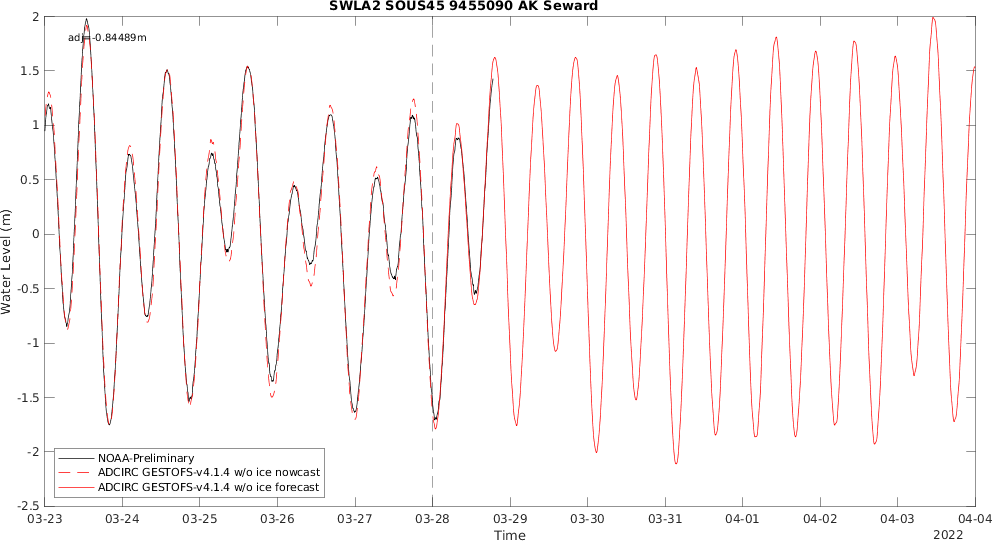 SWLA2 SOUS45 9455090 AK Seward
adj=-0.84489m
2
1.5
1
0.5
0
-0.5
-1
-1.5
-2
-2.5
Water Level (m)
NOAA-Preliminary
ADCIRC GESTOFS-v4.1.4 w/o ice nowcast
ADCIRC GESTOFS-v4.1.4 w/o ice forecast
03-23 03-24 03-25 03-26 03-27 03-28 03-29 03-30 03-31 04-01 04-02 04-03 04-04
Time
2022